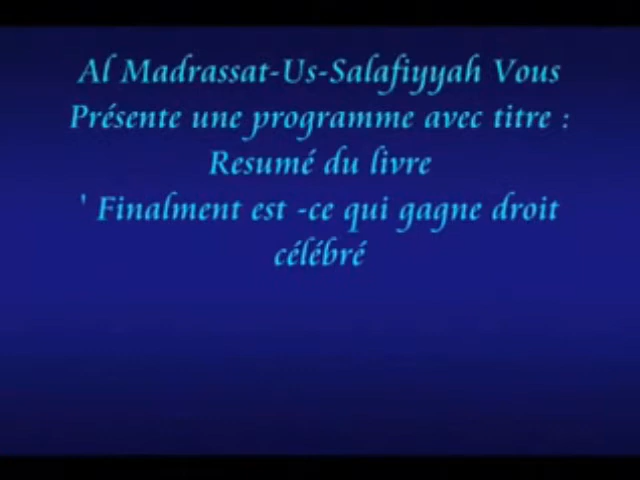 Al Madrassat-Us-Salafiyyah Vous
Présente une programme avec titre :
Resumé du livre
' Finalment est -ce qui gagne droit
célébré